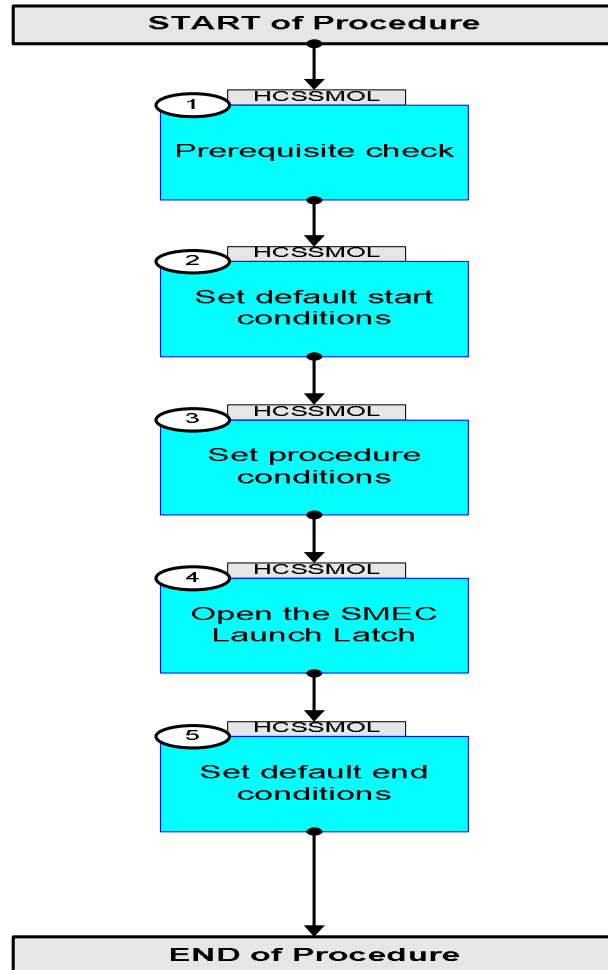 START of Procedure
HCSSMOL
1
Prerequisite check
HCSSMOL
2
Set default start
conditions
HCSSMOL
3
Set procedure
conditions
HCSSMOL
4
Open the SMEC
Launch Latch
HCSSMOL
5
Set default end
conditions
END of Procedure